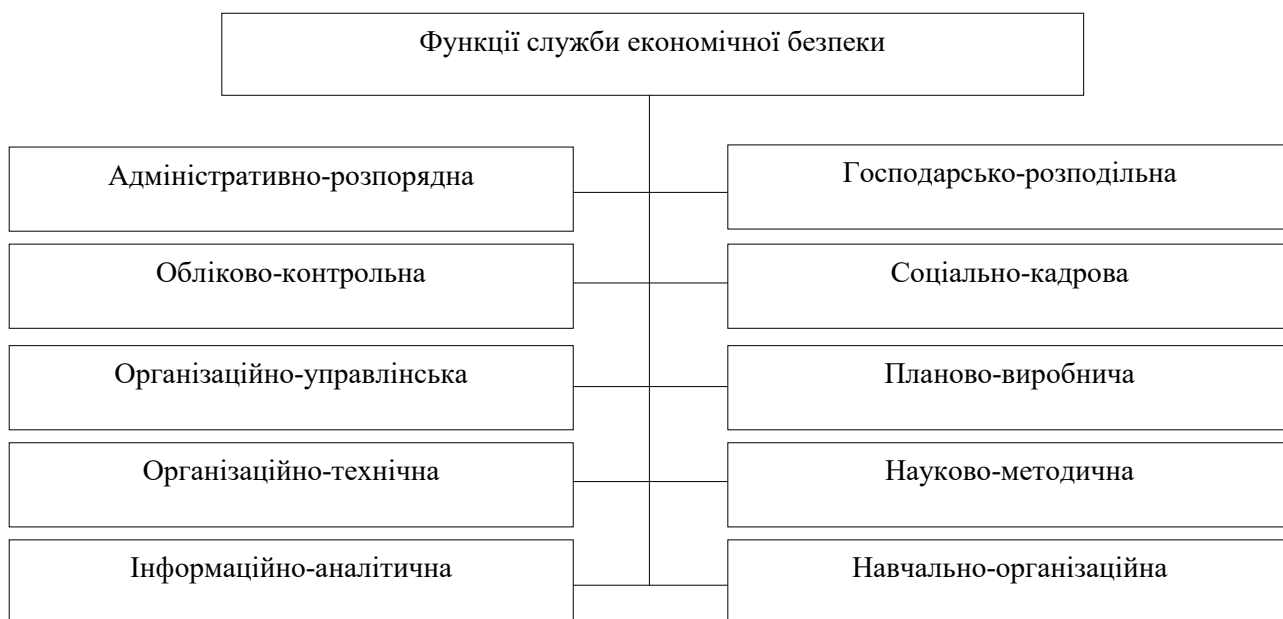 Функції служби економічної безпеки
Адміністративно-розпорядна
Господарсько-розподільна
Обліково-контрольна
Соціально-кадрова
Організаційно-управлінська
Планово-виробнича
Організаційно-технічна
Науково-методична
Інформаційно-аналітична
Навчально-організаційна